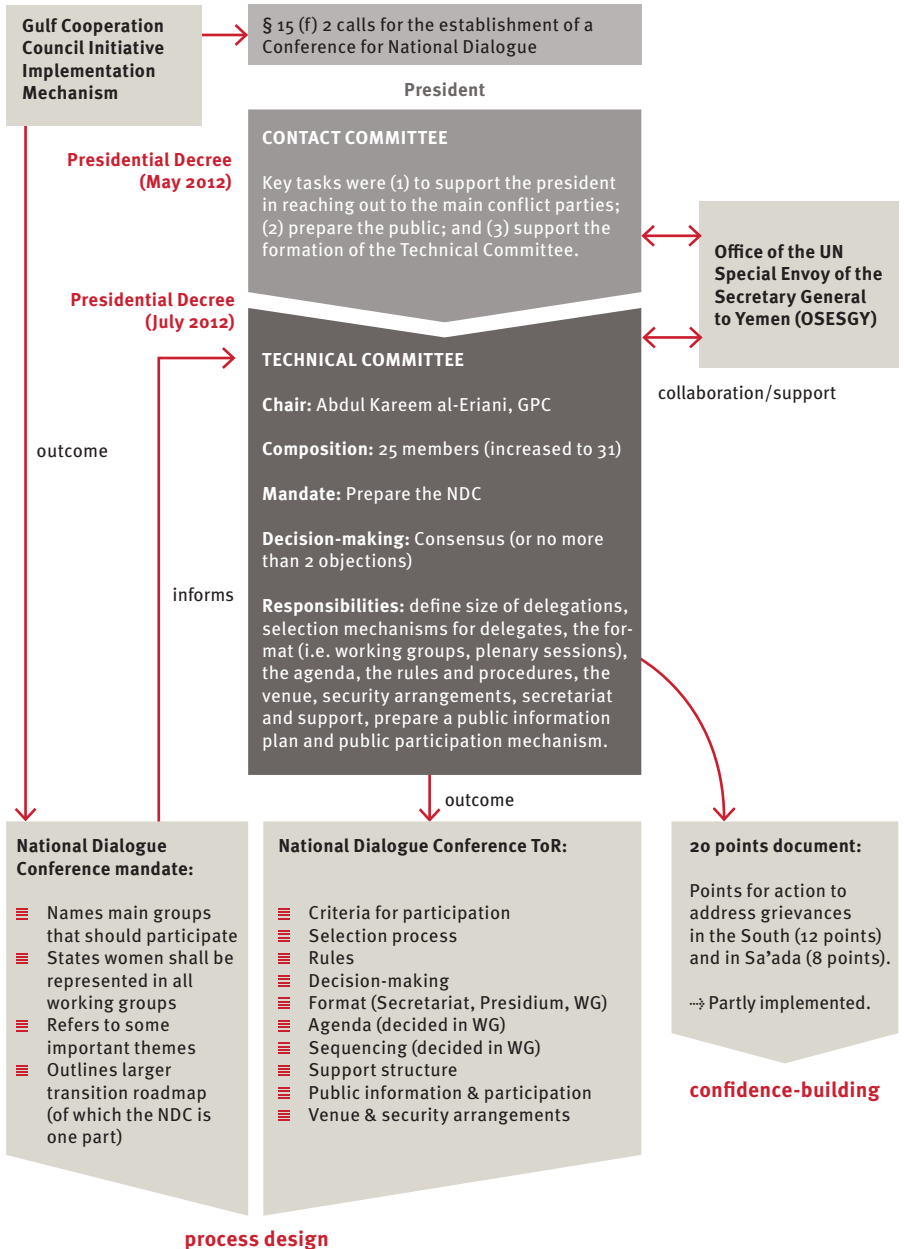 Gulf Cooperation
Council Initiative
Implementation
Mechanism
§ 15 (f) 2 calls for the establishment of a
Conference for National Dialogue
President
Presidential Decree
(May 2012)
CONTACT COMMITTEE
Key tasks were (1) to support the president
in reaching out to the main conflict parties;
(2) prepare the public; and (3) support the
formation of the Technical Committee.
Office of the UN
Special Envoy of the
Secretary General
to Yemen (OSESGY)
collaboration/support
Presidential Decree
(July 2012)
TECHNICAL COMMITTEE
Chair: Abdul Kareem al-Eriani, GPC
Composition: 25 members (increased to 31)
Mandate: Prepare the NDC
Decision-making: Consensus (or no more
than 2 objections)
Responsibilities: define size of delegations,
selection mechanisms for delegates, the for-
mat (i.e. working groups, plenary sessions),
the agenda, the rules and procedures, the
venue, security arrangements, secretariat
and support, prepare a public information
plan and public participation mechanism.
outcome
informs
outcome
National Dialogue
Conference mandate:
Names main groups
that should participate
States women shall be
represented in all
working groups
Refers to some
important themes
Outlines larger
transition roadmap
(of which the NDC is
one part)
National Dialogue Conference ToR:
Criteria for participation
Selection process
Rules
Decision-making
Format (Secretariat, Presidium, WG)
Agenda (decided in WG)
Sequencing (decided in WG)
Support structure
Public information & participation
Venue & security arrangements
20 points document:
Points for action to
address grievances
in the South (12 points)
and in Sa'ada (8 points).
⤑ Partly implemented.
confidence-building
process design